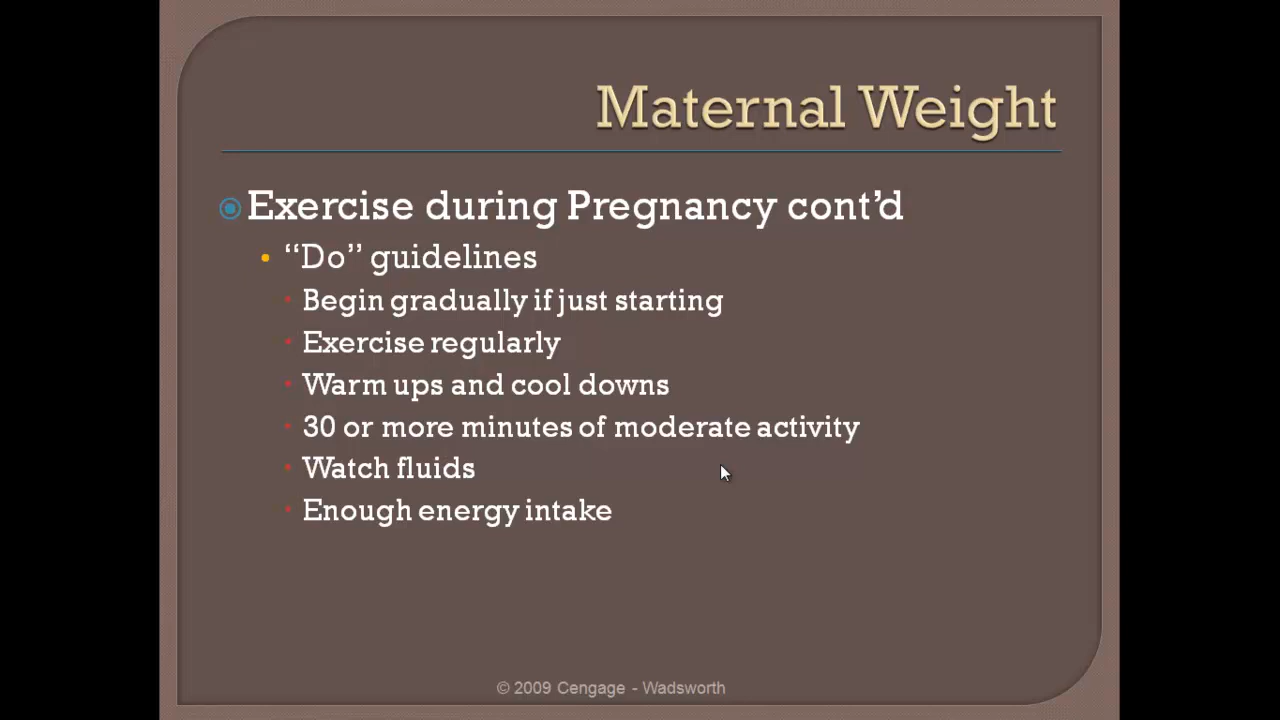 Maternal Weight
Exercise during Pregnancy cont’d
“Do” guidelines
Begin gradually if just starting
Exercise regularly
Warm ups and cool downs
30 or more minutes of moderate activity
Watch fluids
Enough energy intake
© 2009 Cengage - Wadsworth